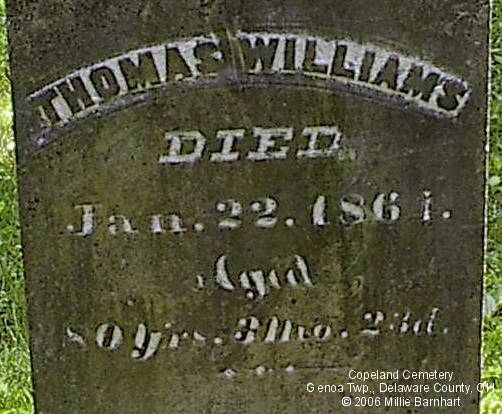 THOMAS WILLIAMS
DIED
Jan. 22. 1861.
Aged
80 Yrs. 3 Mo. 23d.
Copeland Cemetery
Genoa Twp., Delaware County, OH
© 2006 Millie Barnhart